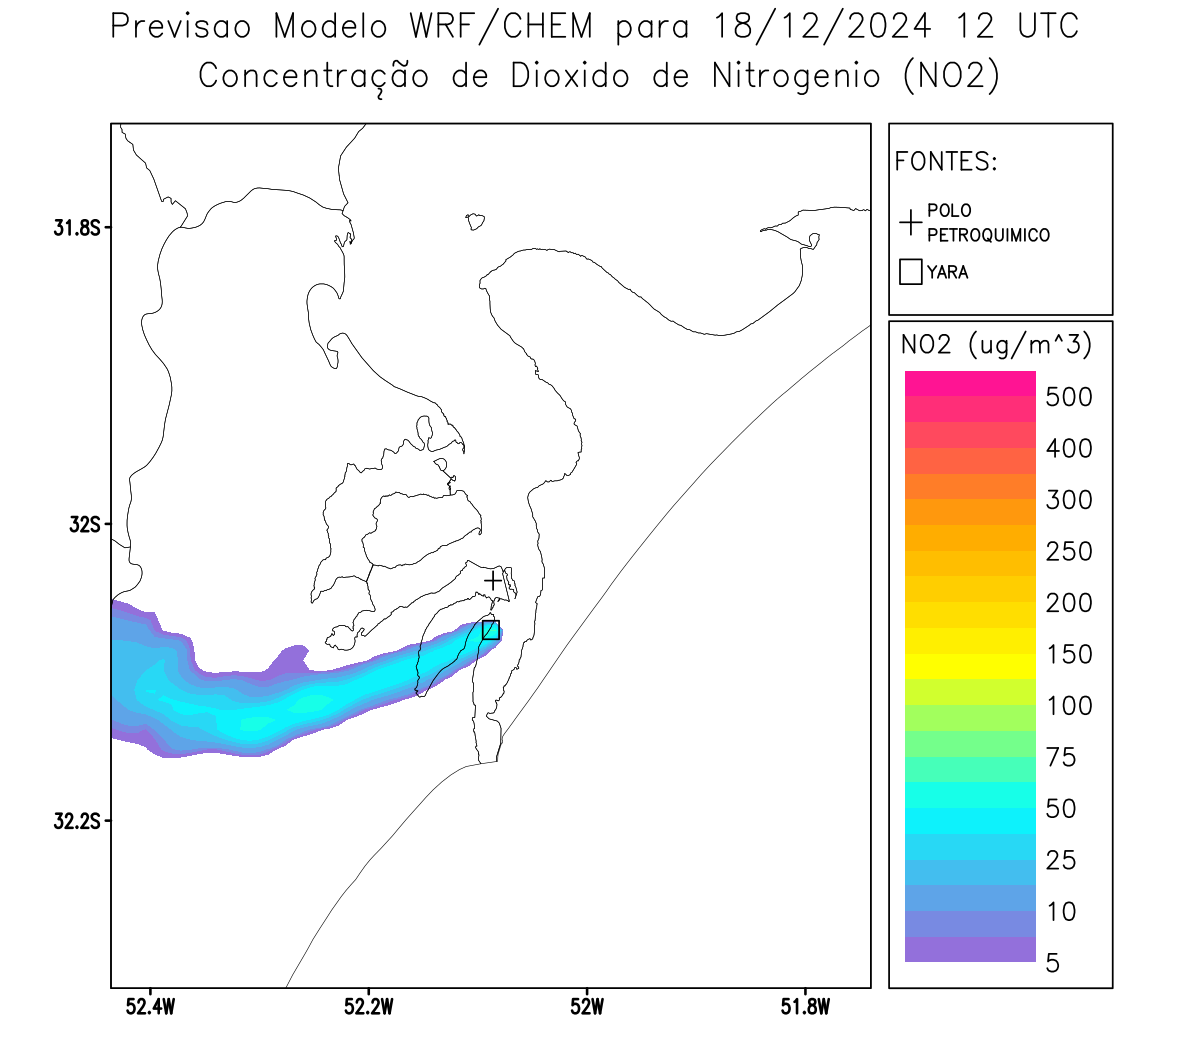 Previsao Modelo WRF/CHEM para 18/12/2024 12 UTC
Concentração de Dioxido de Nitrogenio (NO2)
FONTES:
POLO
PETROQUIMICO
YARA
NO2 (ug/m^3)
500
400
300
250
200
150
100
75
50
25
10
5
31.8S
32S
32.2S
52.4W
52.2W
52W
51.8W